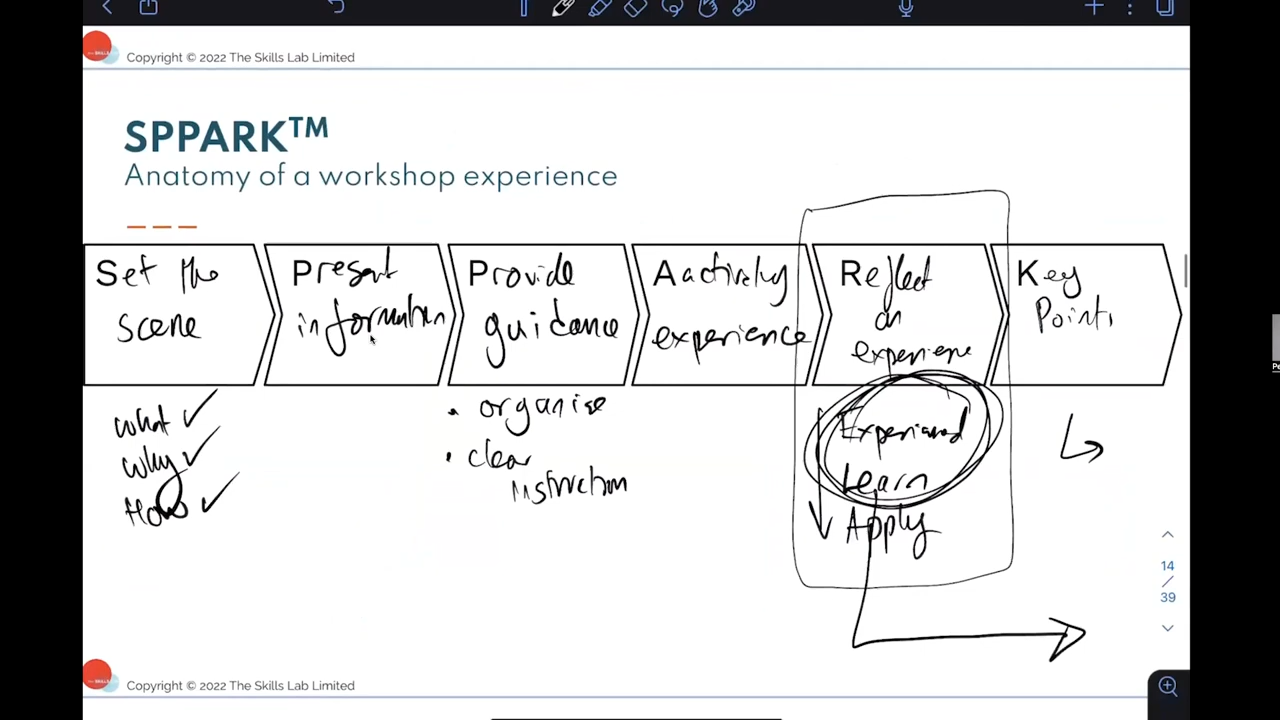 Copyright © 2022 The Skills Lab Limited
SPPARK™
Anatomy of a workshop experience
Set the
scene
Present
information
Provide
guidance
Aactively
experience
Reflect
on
experience
Key
Points
what ✓
why ✓
How ✓
• organise
• clear
instruction
Experienced
Learn
Apply
14
/
39
Copyright © 2022 The Skills Lab Limited